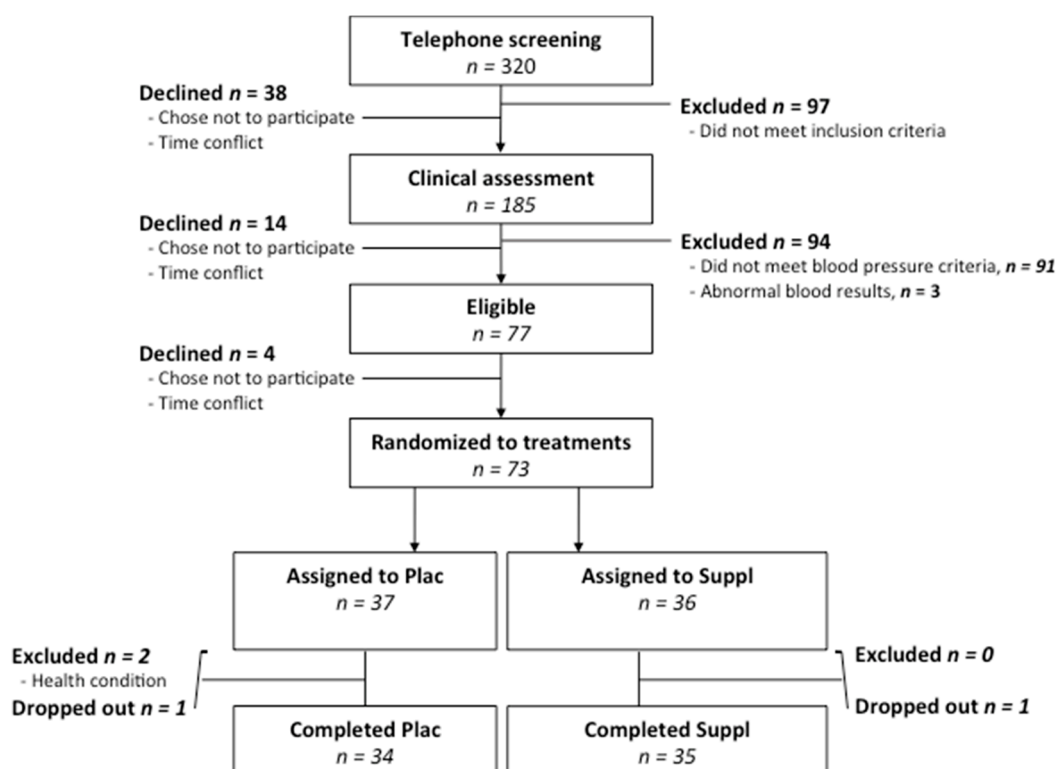 Telephone screening
n = 320
Declined n = 38
- Chose not to participate
- Time conflict
Excluded n = 97
- Did not meet inclusion criteria
Clinical assessment
n = 185
Declined n = 14
- Chose not to participate
- Time conflict
Excluded n = 94
- Did not meet blood pressure criteria, n = 91
- Abnormal blood results, n = 3
Eligible
n = 77
Declined n = 4
- Chose not to participate
- Time conflict
Randomized to treatments
n = 73
Assigned to Plac
n = 37
Assigned to Suppl
n = 36
Excluded n = 2
- Health condition
Dropped out n = 1
Excluded n = 0
Dropped out n = 1
Completed Plac
n = 34
Completed Suppl
n = 35